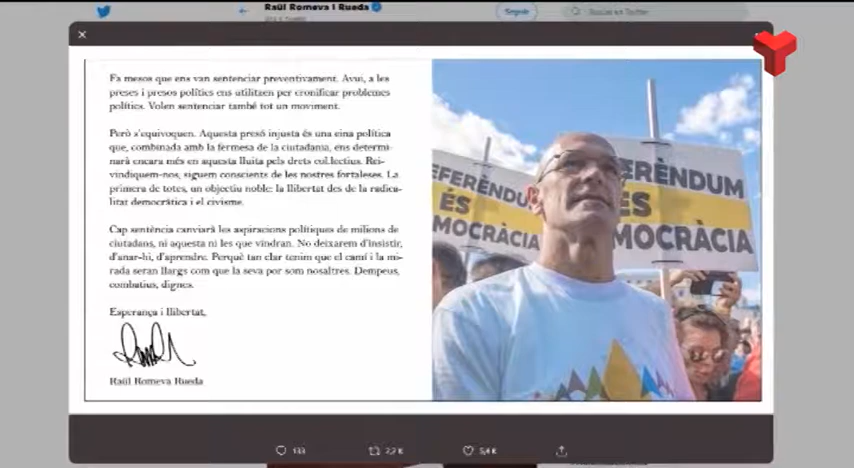 Raül Romeva i Rueda
Seguir
Fa mesos que ens van sentenciar preventivament. Avui, a les
preses i presos polítics ens utilitzen per cronificar problemes
polítics. Volen sentenciar també tot un moviment.
Però s'equivoquen. Aquesta presó injusta és una eina política
que, combinada amb la fermesa de la ciutadania, ens determi-
narà encara més en aquesta lluita pels drets col.lectius. Rei-
vindiquem-nos, siguem conscients de les nostres fortaleses. La
primera de totes, un objectiu noble: la llibertat des de la radica-
litat democràtica i el civisme.
Cap sentència canviarà les aspiracions polítiques de milions de
ciutadans, ni aquesta ni les que vindran. No deixarem d'insistir,
d'anar-hi, d'aprendre. Perquè tan clar tenim que el camí i la mi-
rada seran llargs com que la seva por som nosaltres. Dempeus,
combatius, dignes.
Esperança i llibertat,
Raül Romeva Rueda
EFERÈNDU
ÉS
MOCRÀCIA
ERÈNDUM
ÉS
MOCRÀCIA
133
2,2 K
5,4 K